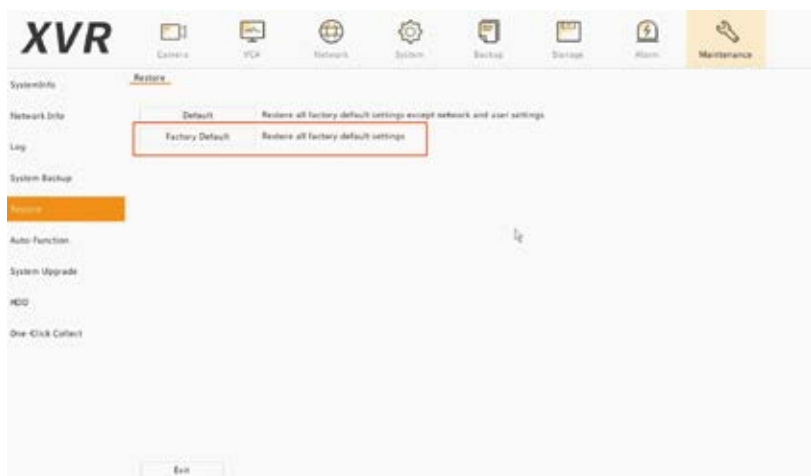 XVR
Camera
VCA
Network
System
Backup
Storage
Alarm
Maintenance
SystemInfo
Network Info
Log
System Backup
Restore
Auto-Function
System Upgrade
HDD
One-Click Collect
Restore
Default Restore all factory default settings except network and user settings
Factory Default Restore all factory default settings
Exit